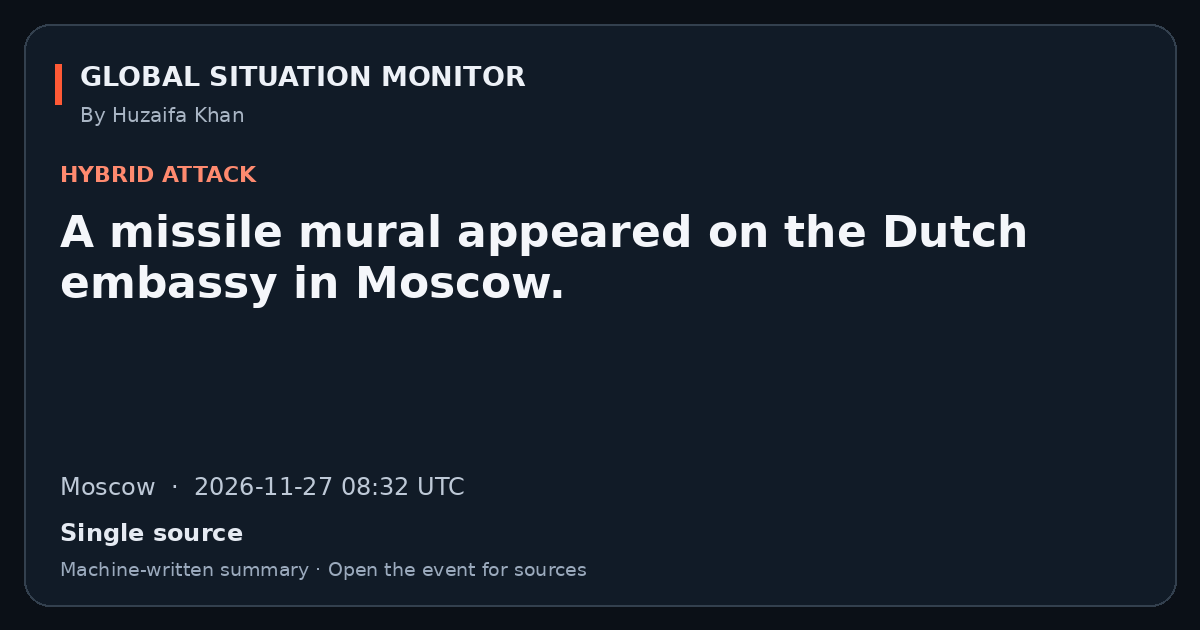 GLOBAL SITUATION MONITOR
By Huzaifa Khan
HYBRID ATTACK
A missile mural appeared on the Dutch
embassy in Moscow.
Moscow · 2026-11-27 08:32 UTC
Single source
Machine-written summary · Open the event for sources